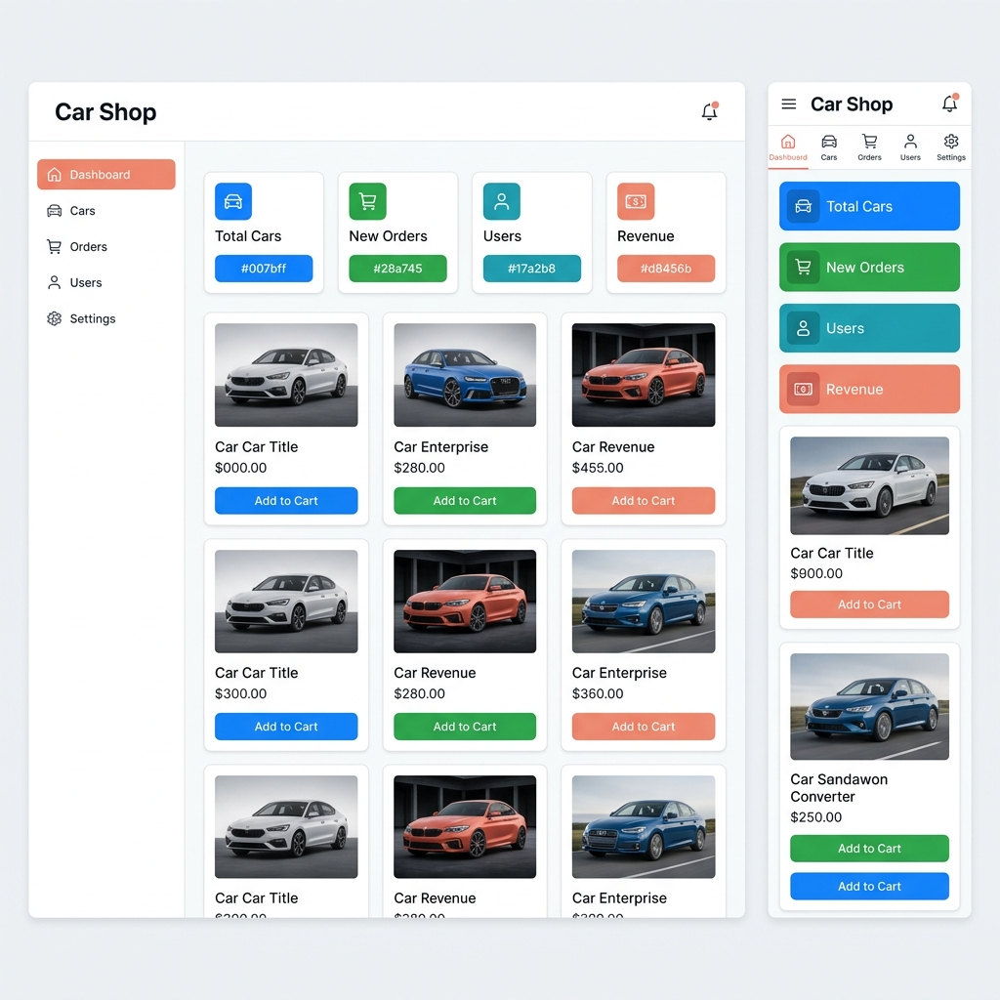 Car Shop
Dashboard
Cars
Orders
Users
Settings
Total Cars
#007bff
New Orders
#28a745
Users
#17a2b8
Revenue
#d8456b
Car Car Title
$000.00
Add to Cart
Car Enterprise
$280.00
Add to Cart
Car Revenue
$455.00
Add to Cart
Car Car Title
$300.00
Add to Cart
Car Revenue
$280.00
Add to Cart
Car Enterprise
$360.00
Add to Cart
Car Car Title
Car Revenue
Car Enterprise
Car Shop
Dashboard
Cars
Orders
Users
Settings
Total Cars
New Orders
Users
Revenue
Car Car Title
$900.00
Add to Cart
Car Sandawon
Converter
$250.00
Add to Cart
Add to Cart